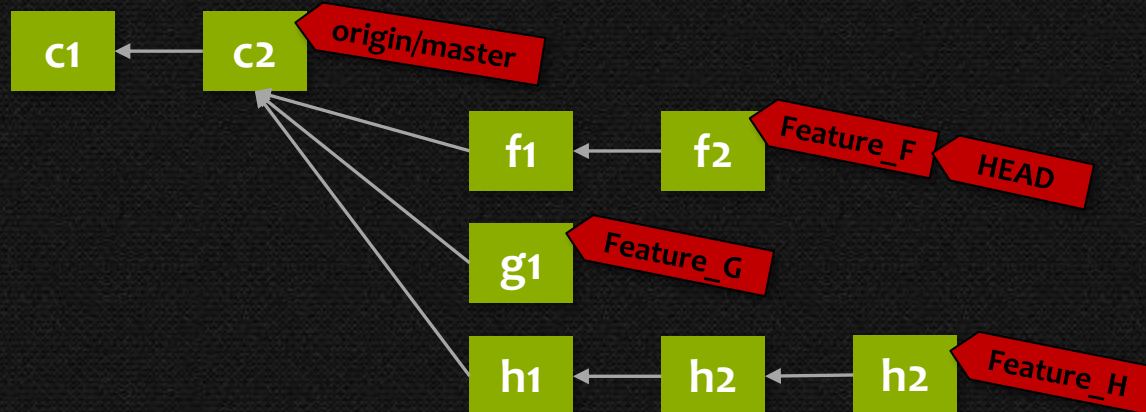 c1
c2
origin/master
f1
f2
Feature_F
HEAD
g1
Feature_G
h1
h2
h2
Feature_H